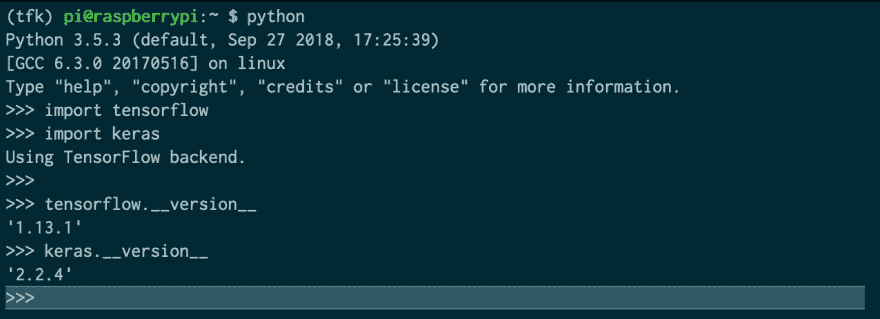 (tfk) pi@raspberrypi:~ $ python
Python 3.5.3 (default, Sep 27 2018, 17:25:39)
[GCC 6.3.0 20170516] on linux
Type "help", "copyright", "credits" or "license" for more information.
>>> import tensorflow
>>> import keras
Using TensorFlow backend.
>>>
>>> tensorflow.__version__
'1.13.1'
>>> keras.__version__
'2.2.4'
>>>